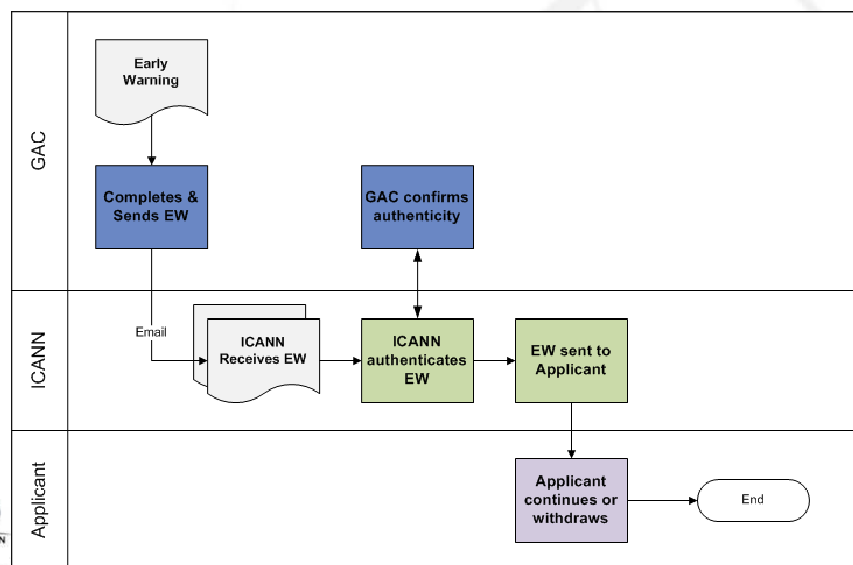 GAC
Early
Warning
Completes &
Sends EW
GAC confirms
authenticity
ICANN
Email
ICANN
Receives EW
ICANN
authenticates
EW
EW sent to
Applicant
Applicant
Applicant
continues or
withdraws
End
N